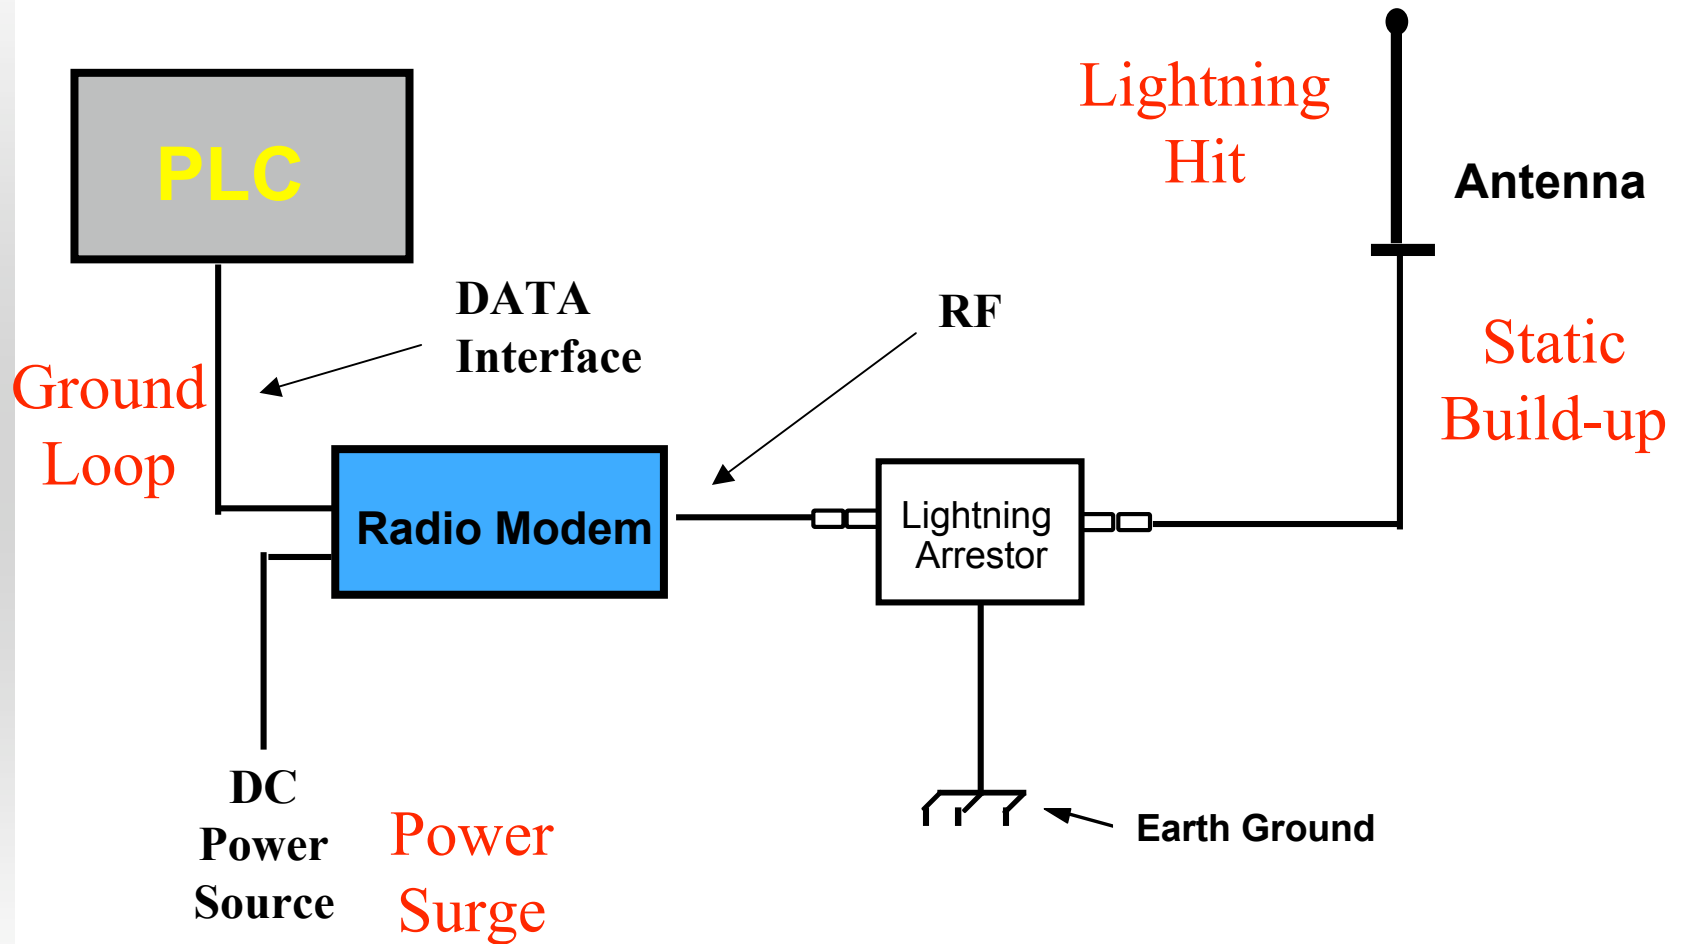 Lightning
Hit
PLC
Antenna
DATA
Interface
RF
Static
Build-up
Ground
Loop
Radio Modem
Lightning
Arrestor
DC
Power
Source
Power
Surge
Earth Ground